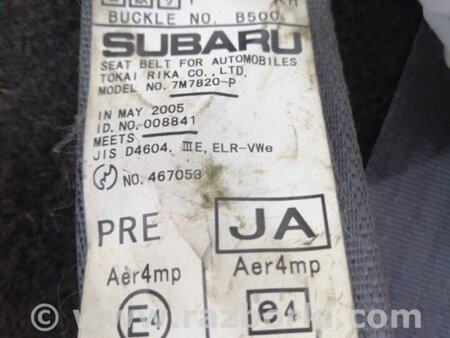 BUCKLE NO. B500
SUBARU
SEAT BELT FOR AUTOMOBILES
TOKAI RIKA CO., LTD.
MODEL NO. 7M7820-P
IN MAY 2005
ID. NO. 008841
MEETS
JIS D4604, ⅢE, ELR-VWe
NO. 467053
PRE JA
Aer4mp Aer4mp
E4 e4